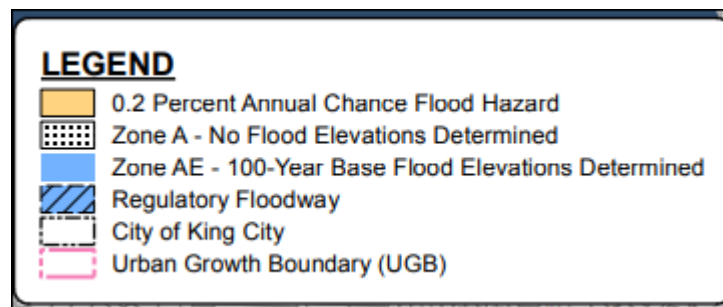 LEGEND
0.2 Percent Annual Chance Flood Hazard
Zone A - No Flood Elevations Determined
Zone AE - 100-Year Base Flood Elevations Determined
Regulatory Floodway
City of King City
Urban Growth Boundary (UGB)